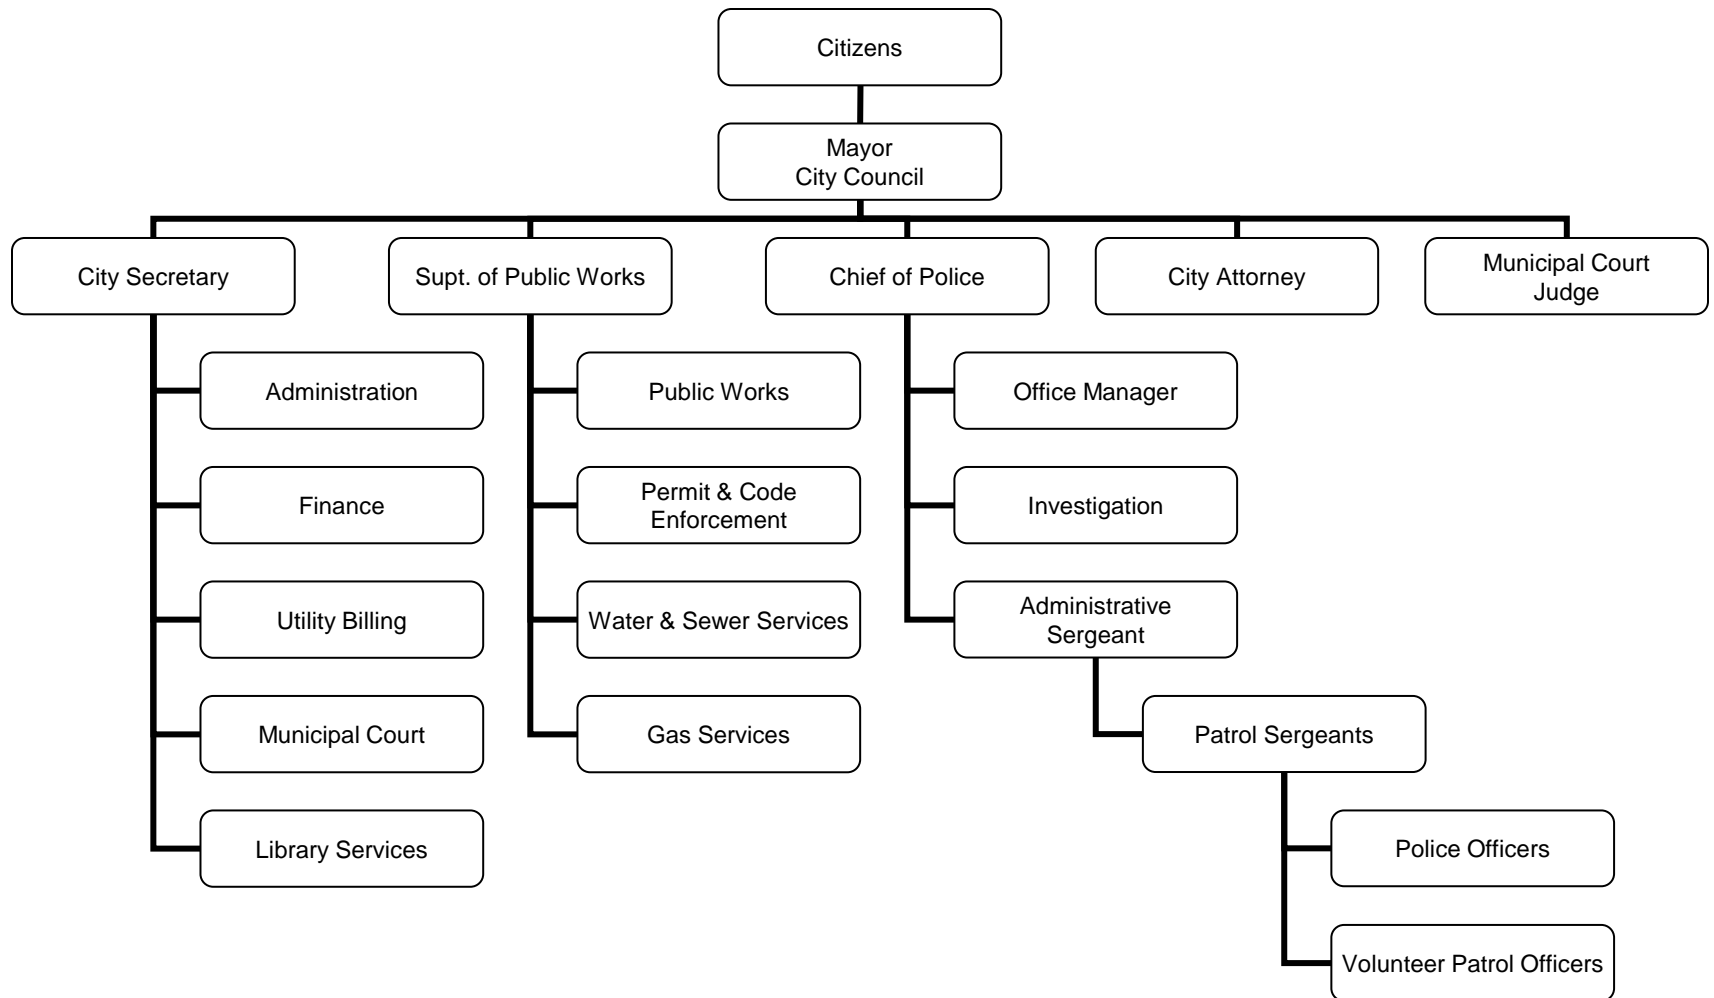 Citizens
Mayor
City Council
City Secretary
Supt. of Public Works
Chief of Police
City Attorney
Municipal Court
Judge
Administration
Public Works
Office Manager
Finance
Permit & Code
Enforcement
Investigation
Utility Billing
Water & Sewer Services
Administrative
Sergeant
Municipal Court
Gas Services
Patrol Sergeants
Library Services
Police Officers
Volunteer Patrol Officers